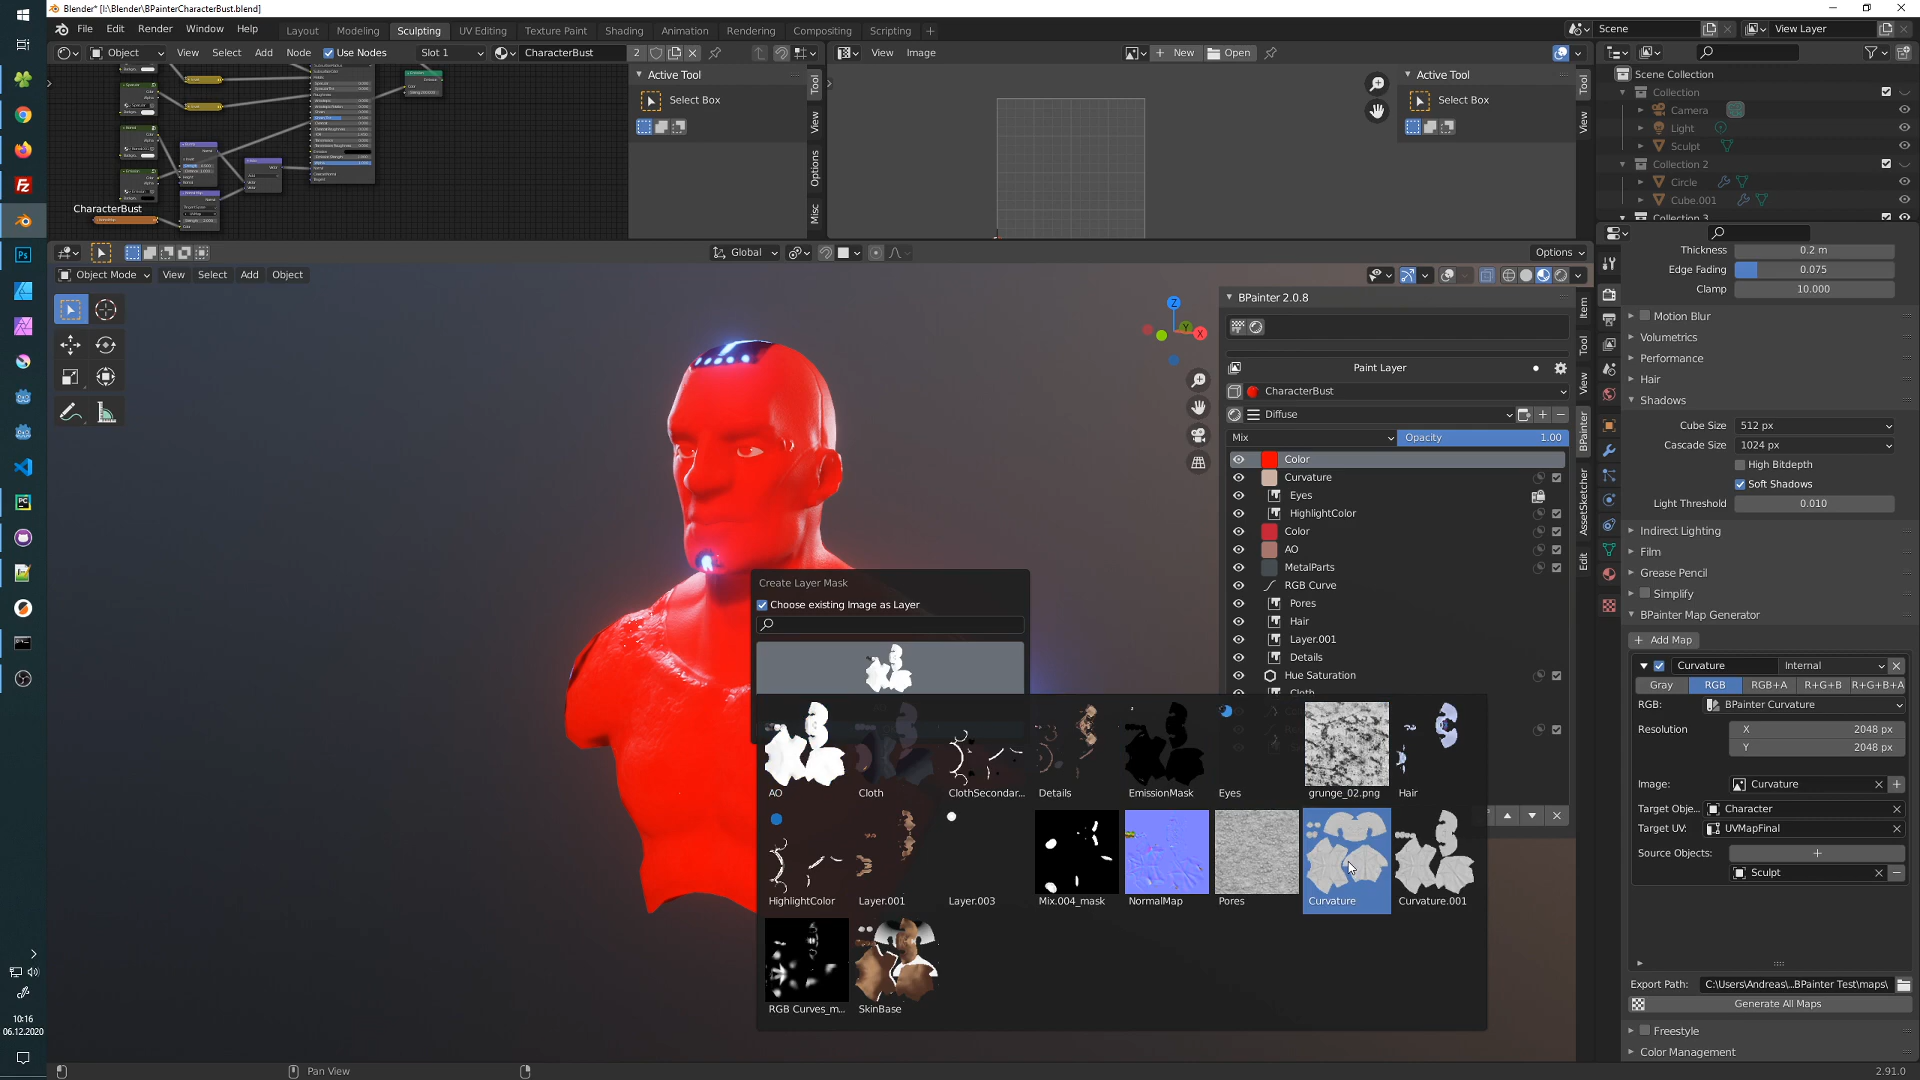 Blender* [I:\Blender\BPainterCharacterBust.blend]
File Edit Render Window Help Layout Modeling Sculpting UV Editing Texture Paint Shading Animation Rendering Compositing Scripting + Scene View Layer
Object View Select Add Node Use Nodes Slot 1 CharacterBust 2 View Image New Open
Active Tool
Select Box
Tool
View
Options
Misc
CharacterBust
Active Tool
Select Box
Tool
View
Scene Collection
Collection
Camera
Light
Sculpt
Collection 2
Circle
Cube.001
Collection 3
Global Options
Object Mode View Select Add Object
Z
Y
X
BPainter 2.0.8
Paint Layer
CharacterBust
Diffuse
Mix Opacity 1.00
Color
Curvature
Eyes
HighlightColor
Color
AO
MetalParts
RGB Curve
Pores
Hair
Layer.001
Details
Hue Saturation
Cloth
Item
Tool
View
BPainter
AssetSketcher
Edit
Create Layer Mask
Choose existing Image as Layer
AO Cloth ClothSecondar... Details EmissionMask Eyes grunge_02.png Hair
HighlightColor Layer.001 Layer.003 Mix.004_mask NormalMap Pores Curvature Curvature.001
RGB Curves_m... SkinBase
Thickness 0.2 m
Edge Fading 0.075
Clamp 10.000
Motion Blur
Volumetrics
Performance
Hair
Shadows
Cube Size 512 px
Cascade Size 1024 px
High Bitdepth
Soft Shadows
Light Threshold 0.010
Indirect Lighting
Film
Grease Pencil
Simplify
BPainter Map Generator
+ Add Map
Curvature Internal
Gray RGB RGB+A R+G+B R+G+B+A
RGB: BPainter Curvature
Resolution X 2048 px
Y 2048 px
Image: Curvature
Target Obje... Character
Target UV: UVMapFinal
Source Objects: +
Sculpt
Export Path: C:\Users\Andreas\...BPainter Test\maps\
Generate All Maps
Freestyle
Color Management
10:16
06.12.2020
Pan View
2.91.0